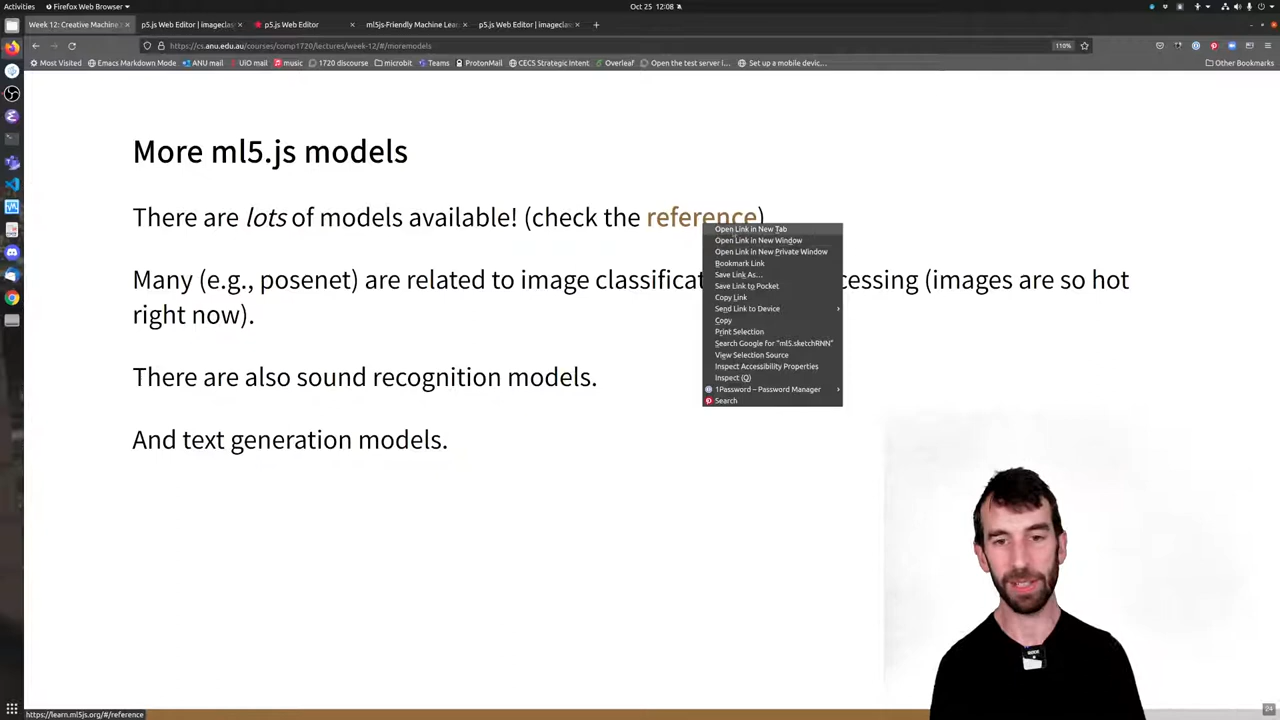 Activities
Firefox Web Browser
Oct 25 12:08
Week 12: Creative Machine
p5.js Web Editor | imageclas
p5.js Web Editor
ml5js·Friendly Machine Lea
p5.js Web Editor | imageclas
https://cs.anu.edu.au/courses/comp1720/lectures/week-12/#/moremodels
110%
Most Visited
Emacs Markdown Mode
ANU mail
UiO mail
music
1720 discourse
microbit
Teams
ProtonMail
CECS Strategic Intent
Overleaf
Open the test server i...
Set up a mobile devic...
Other Bookmarks
More ml5.js models
There are lots of models available! (check the reference)
Many (e.g., posenet) are related to image classificat cessing (images are so hot
right now).
There are also sound recognition models.
And text generation models.
Open Link in New Tab
Open Link in New Window
Open Link in New Private Window
Bookmark Link
Save Link As...
Save Link to Pocket
Copy Link
Send Link to Device
Copy
Print Selection
Search Google for "ml5.sketchRNN"
View Selection Source
Inspect Accessibility Properties
Inspect (Q)
1Password – Password Manager
Search
https://learn.ml5js.org/#/reference
24